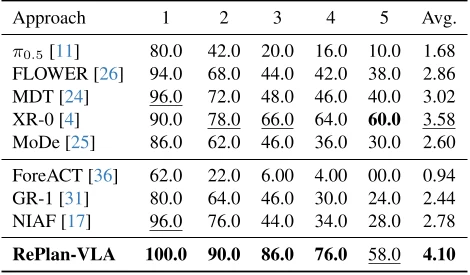 Approach 1 2 3 4 5 Avg.
π0.5 [11] 80.0 42.0 20.0 16.0 10.0 1.68
FLOWER [26] 94.0 68.0 44.0 42.0 38.0 2.86
MDT [24] 96.0 72.0 48.0 46.0 40.0 3.02
XR-0 [4] 90.0 78.0 66.0 64.0 60.0 3.58
MoDe [25] 86.0 62.0 46.0 36.0 30.0 2.60
ForeACT [36] 62.0 22.0 6.00 4.00 00.0 0.94
GR-1 [31] 80.0 64.0 46.0 30.0 24.0 2.44
NIAF [17] 96.0 76.0 44.0 34.0 28.0 2.78
RePlan-VLA 100.0 90.0 86.0 76.0 58.0 4.10